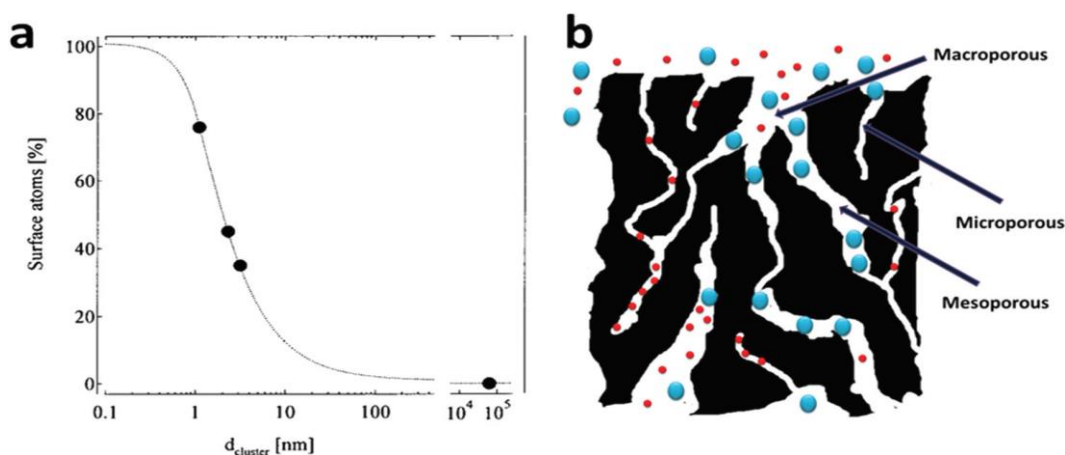 a
100
80
60
40
20
0
Surface atoms [%]
0.1 1 10 100 10⁴ 10⁵
d_cluster [nm]
b
Macroporous
Microporous
Mesoporous